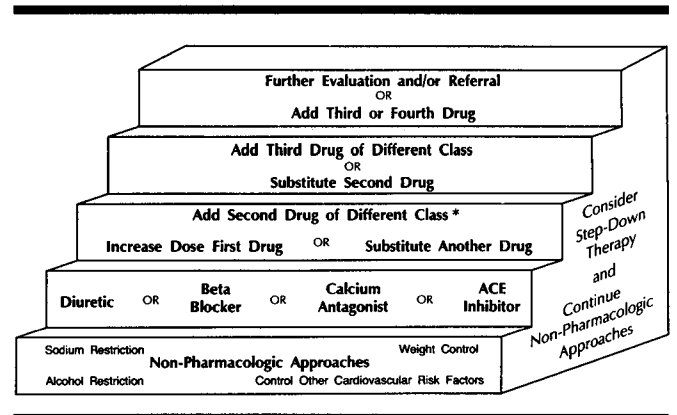 Further Evaluation and/or Referral
OR
Add Third or Fourth Drug
Add Third Drug of Different Class
OR
Substitute Second Drug
Add Second Drug of Different Class *
Increase Dose First Drug OR Substitute Another Drug
Diuretic OR Beta Blocker OR Calcium Antagonist OR ACE Inhibitor
Sodium Restriction Weight Control
Non-Pharmacologic Approaches
Alcohol Restriction Control Other Cardiovascular Risk Factors
Consider
Step-Down
Therapy
and
Continue
Non-Pharmacologic
Approaches